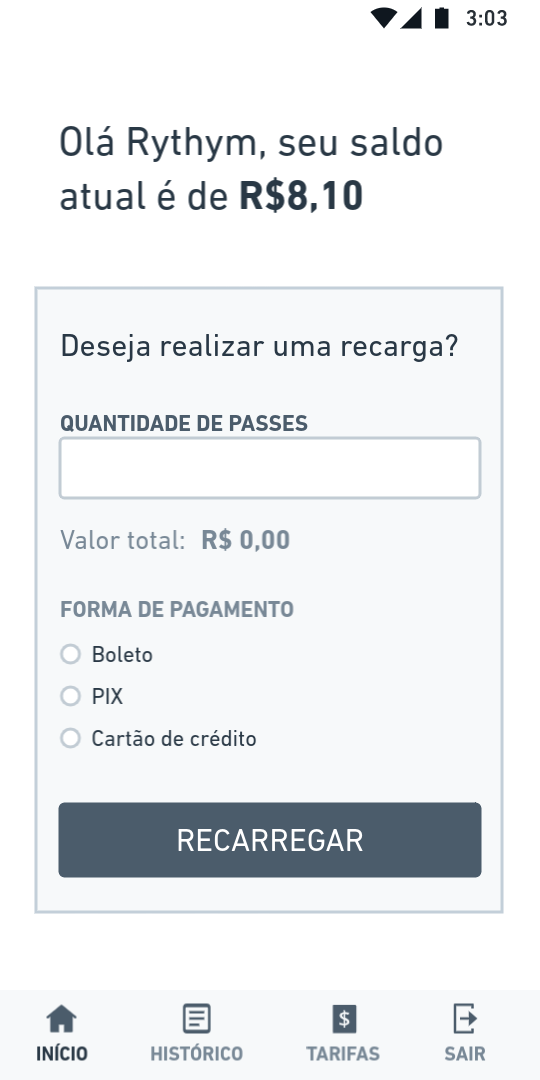 3:03
Olá Rythym, seu saldo
atual é de R$8,10
Deseja realizar uma recarga?
QUANTIDADE DE PASSES
Valor total: R$ 0,00
FORMA DE PAGAMENTO
Boleto
PIX
Cartão de crédito
RECARREGAR
$
INÍCIO HISTÓRICO TARIFAS SAIR